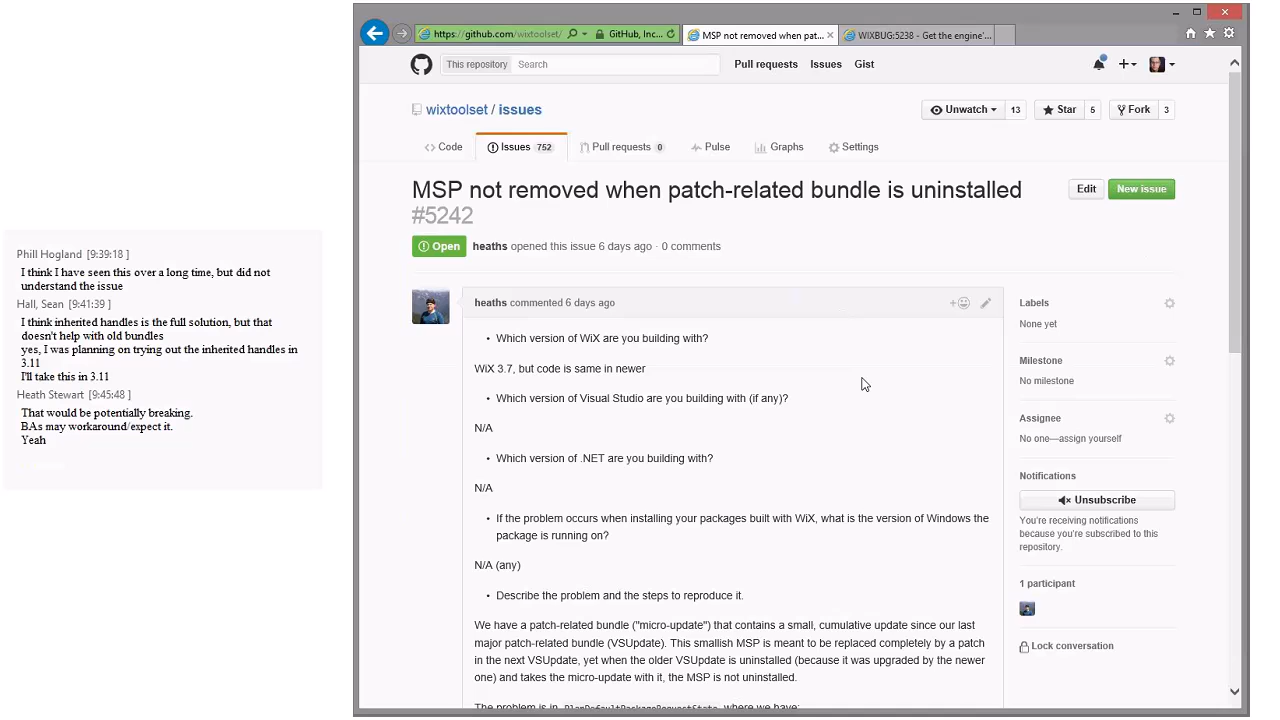 Phill Hogland [9:39:18 ]
I think I have seen this over a long time, but did not
understand the issue
Hall, Sean [9:41:39 ]
I think inherited handles is the full solution, but that
doesn't help with old bundles
yes, I was planning on trying out the inherited handles in
3.11
I'll take this in 3.11
Heath Stewart [9:45:48 ]
That would be potentially breaking.
BAs may workaround/expect it.
Yeah
https://github.com/wixtoolset/
GitHub, Inc...
MSP not removed when pat...
WIXBUG:5238 - Get the engine'...
This repository Search
Pull requests Issues Gist
wixtoolset / issues
Unwatch 13 Star 5 Fork 3
Code Issues 752 Pull requests 0 Pulse Graphs Settings
MSP not removed when patch-related bundle is uninstalled
#5242
Edit New issue
Open heaths opened this issue 6 days ago · 0 comments
heaths commented 6 days ago
• Which version of WiX are you building with?
WiX 3.7, but code is same in newer
• Which version of Visual Studio are you building with (if any)?
N/A
• Which version of .NET are you building with?
N/A
• If the problem occurs when installing your packages built with WiX, what is the version of Windows the
package is running on?
N/A (any)
• Describe the problem and the steps to reproduce it.
We have a patch-related bundle ("micro-update") that contains a small, cumulative update since our last
major patch-related bundle (VSUpdate). This smallish MSP is meant to be replaced completely by a patch
in the next VSUpdate, yet when the older VSUpdate is uninstalled (because it was upgraded by the newer
one) and takes the micro-update with it, the MSP is not uninstalled.
The problem is in PlanDefaultPackageRequestState where we have:
Labels
None yet
Milestone
No milestone
Assignee
No one—assign yourself
Notifications
Unsubscribe
You're receiving notifications
because you're subscribed to this
repository.
1 participant
Lock conversation